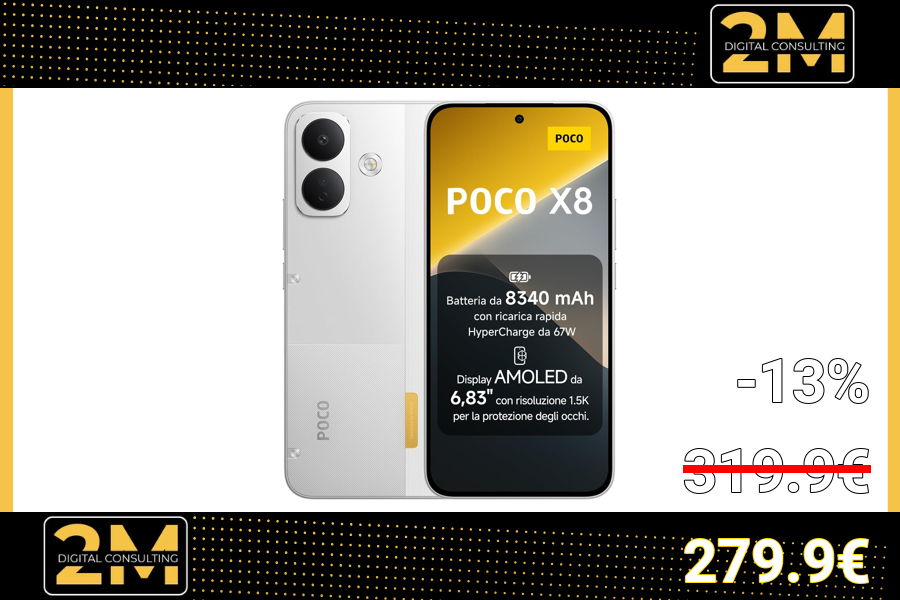 2M
DIGITAL CONSULTING
POCO
POCO X8
Batteria da 8340 mAh
con ricarica rapida
HyperCharge da 67W
Display AMOLED da
6,83" con risoluzione 1.5K
per la protezione degli occhi.
POCO
-13%
319.9€
2M
DIGITAL CONSULTING
279.9€